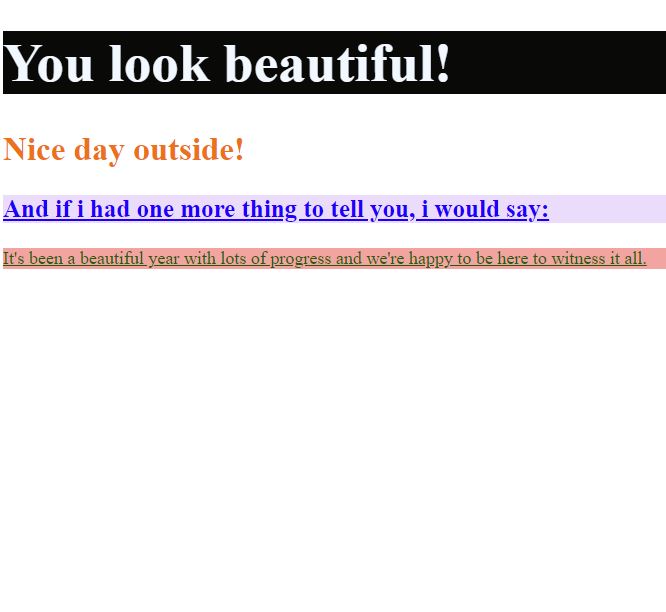 You look beautiful!
Nice day outside!
And if i had one more thing to tell you, i would say:
It's been a beautiful year with lots of progress and we're happy to be here to witness it all.